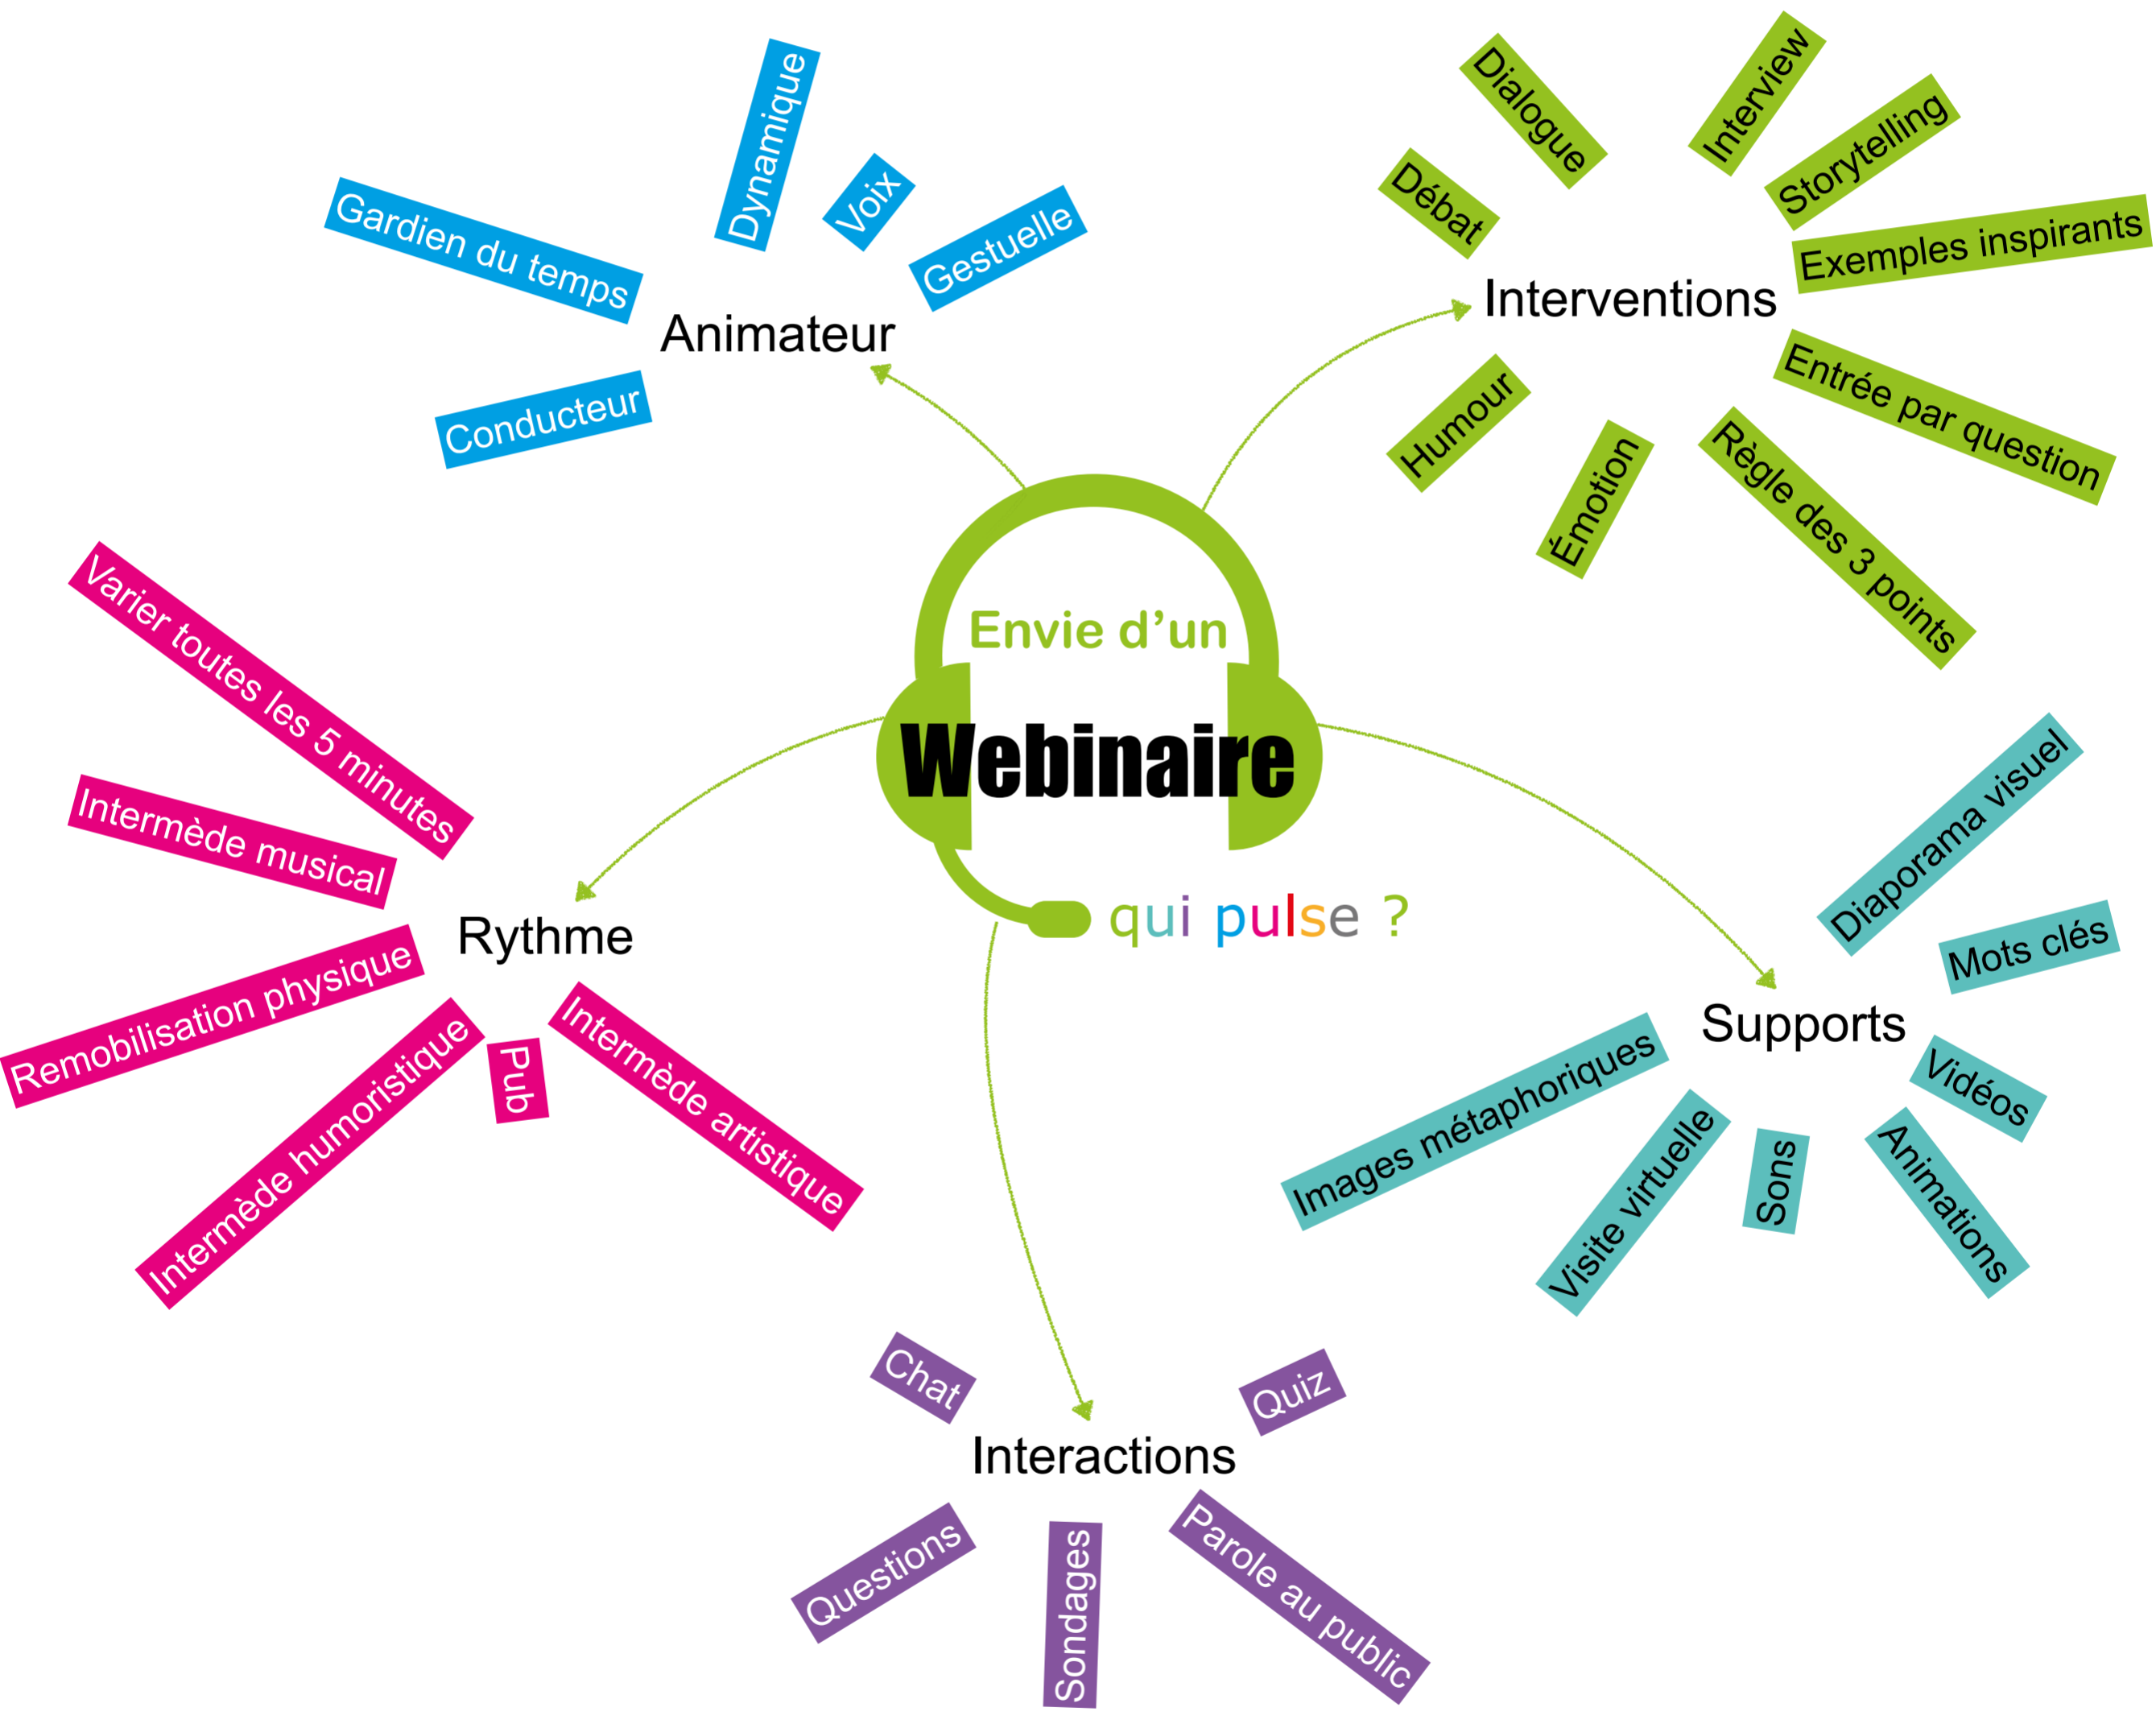 Envie d'un
Webinaire
qui pulse ?
Animateur
Conducteur
Gardien du temps
Dynamique
Voix
Gestuelle
Interventions
Débat
Dialogue
Interview
Storytelling
Exemples inspirants
Entrée par question
Règle des 3 points
Émotion
Humour
Supports
Diaporama visuel
Mots clés
Vidéos
Animations
Sons
Visite virtuelle
Images métaphoriques
Interactions
Quiz
Parole au public
Sondages
Questions
Chat
Rythme
Intermède artistique
Pub
Intermède humoristique
Remobilisation physique
Intermède musical
Varier toutes les 5 minutes